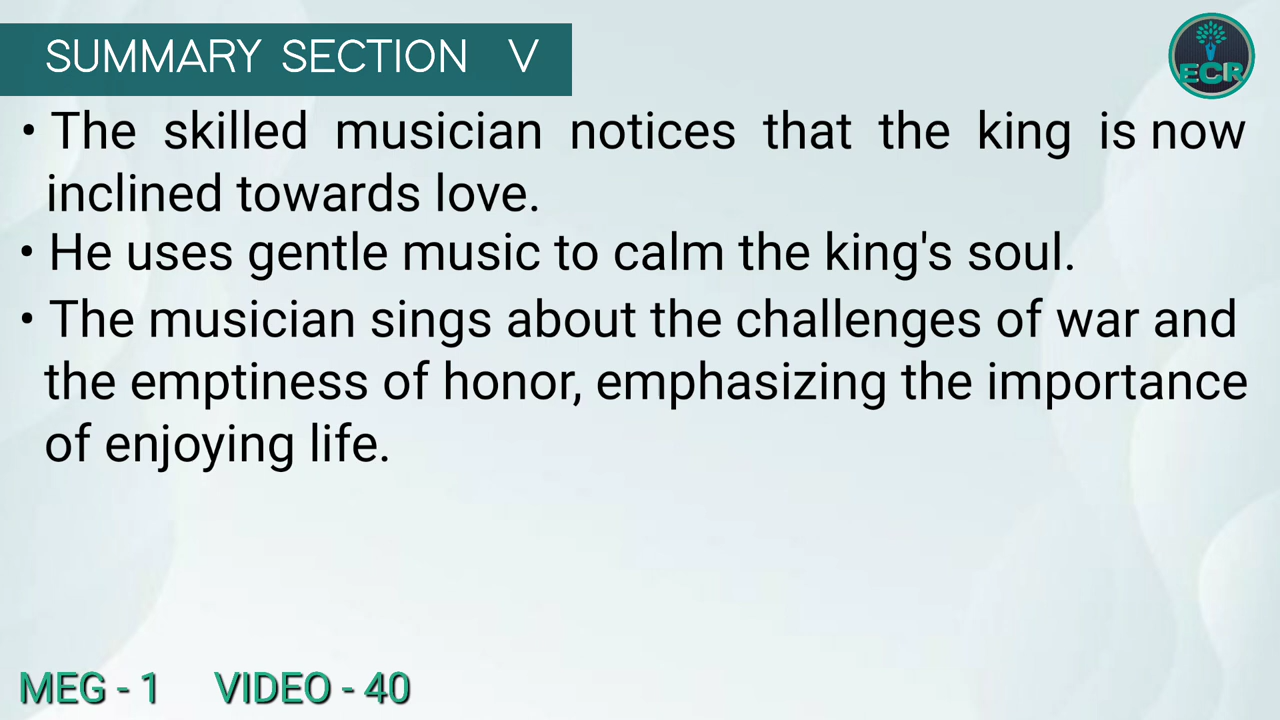 SUMMARY SECTION V
ECR
• The skilled musician notices that the king is now
inclined towards love.
• He uses gentle music to calm the king's soul.
• The musician sings about the challenges of war and
the emptiness of honor, emphasizing the importance
of enjoying life.
MEG - 1 VIDEO - 40